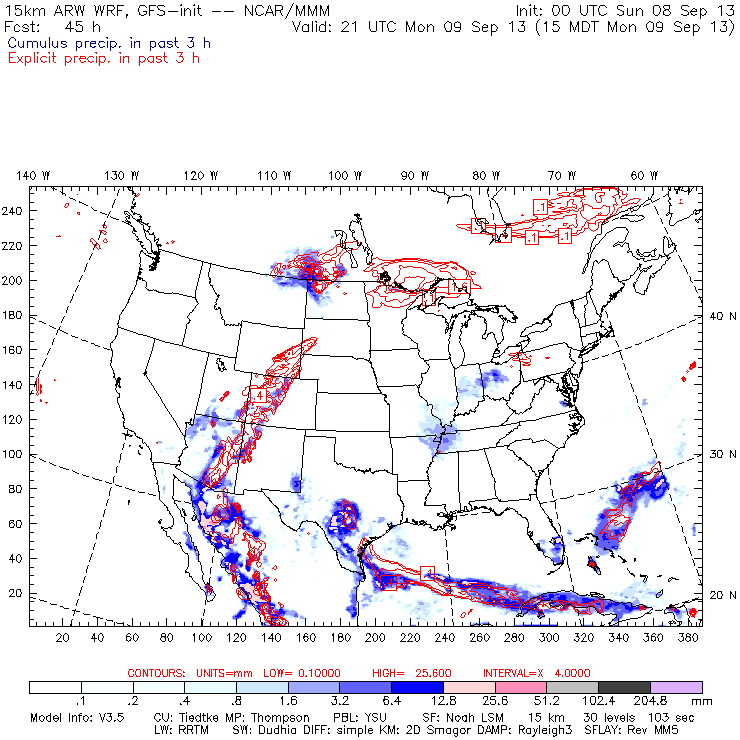 15km ARW WRF, GFS-init -- NCAR/MMM Init: 00 UTC Sun 08 Sep 13
Fcst: 45 h Valid: 21 UTC Mon 09 Sep 13 (15 MDT Mon 09 Sep 13)
Cumulus precip. in past 3 h
Explicit precip. in past 3 h
140 W 130 W 120 W 110 W 100 W 90 W 80 W 70 W 60 W
240
.1
.1 .1
220
200
180 40 N
160
140
.4
120
100 30 N
80
60
40
20 20 N
20 40 60 80 100 120 140 160 180 200 220 240 260 280 300 320 340 360 380
CONTOURS: UNITS=mm LOW= 0.10000 HIGH= 25.600 INTERVAL=X 4.0000
.1 .2 .4 .8 1.6 3.2 6.4 12.8 25.6 51.2 102.4 204.8 mm
Model Info: V3.5 CU: Tiedtke MP: Thompson PBL: YSU SF: Noah LSM 15 km 30 levels 103 sec
LW: RRTM SW: Dudhia DIFF: simple KM: 2D Smagor DAMP: Rayleigh3 SFLAY: Rev MM5